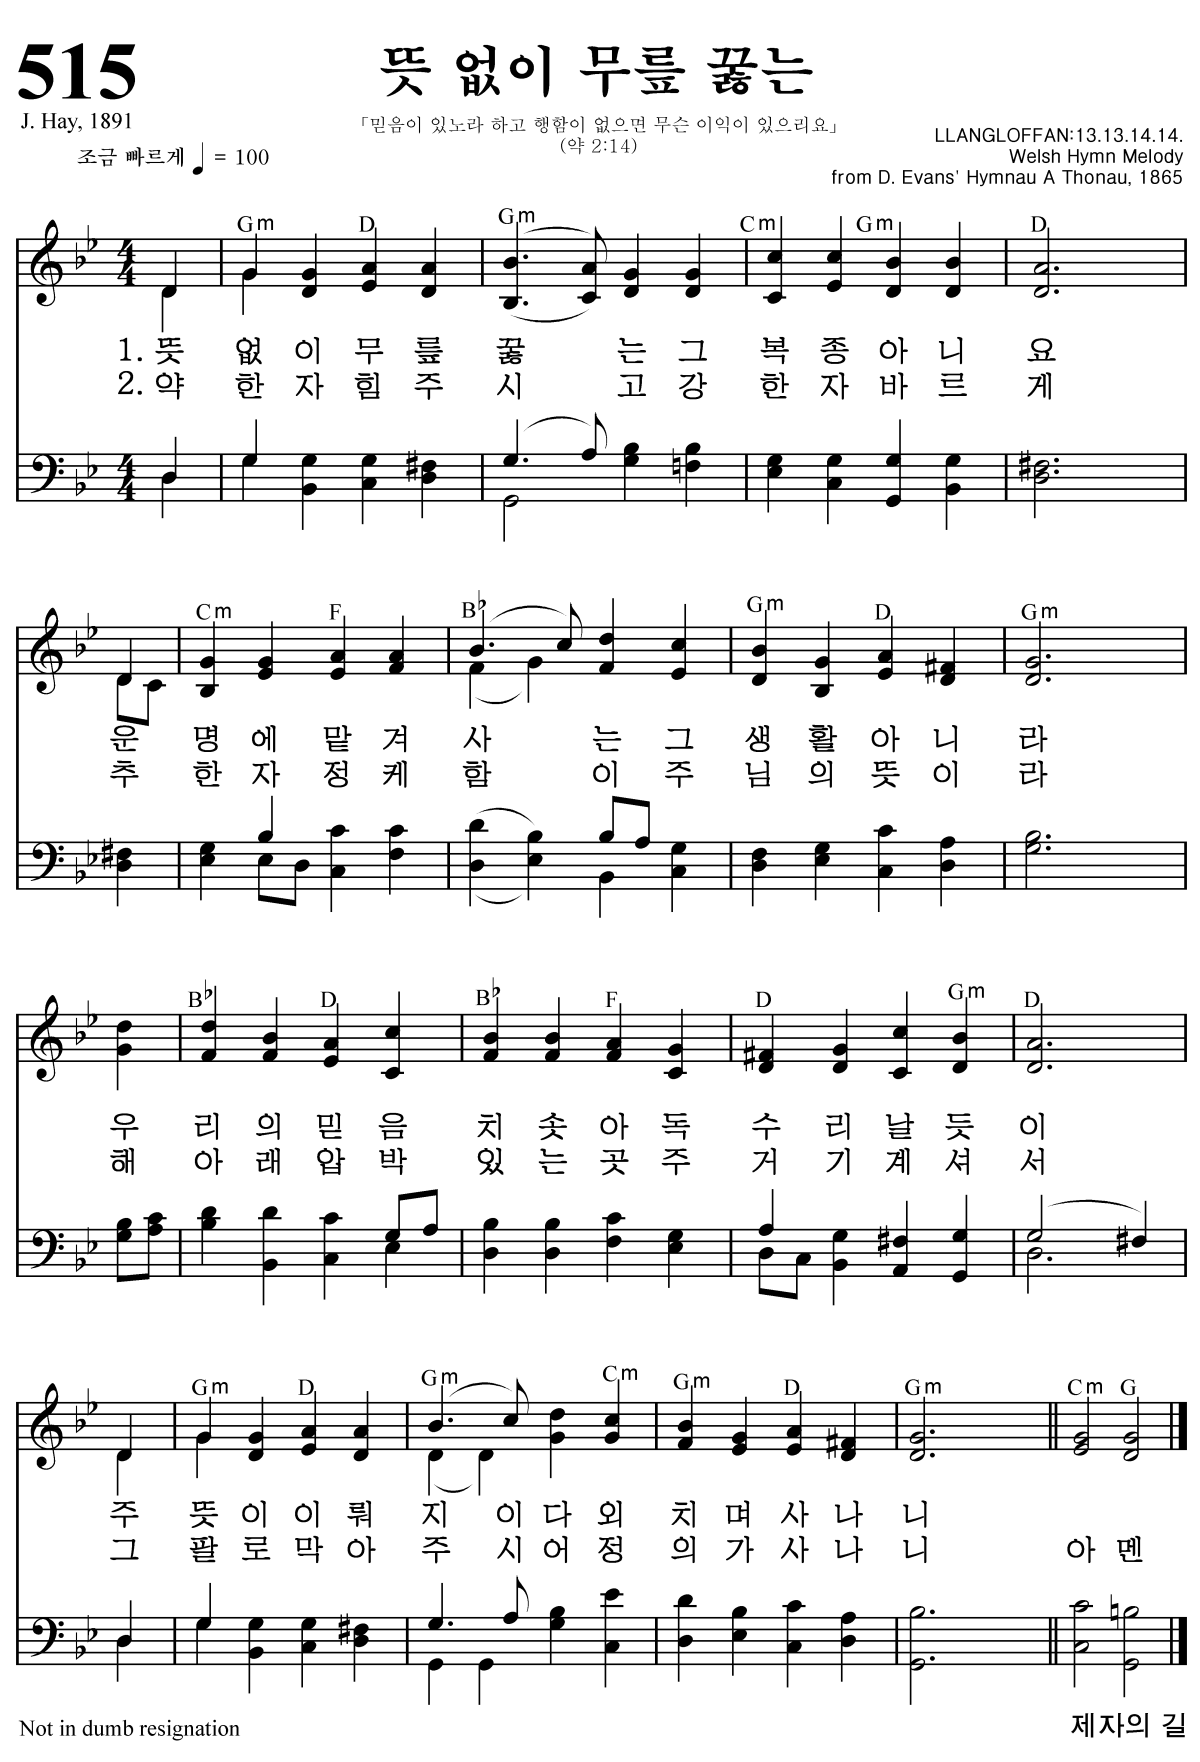 515
뜻 없이 무릎 꿇는
J. Hay, 1891
「믿음이 있노라 하고 행함이 없으면 무슨 이익이 있으리요」
(약 2:14)
조금 빠르게 ♩ = 100
LLANGLOFFAN:13.13.14.14.
Welsh Hymn Melody
from D. Evans' Hymnau A Thonau, 1865
Gm D Gm Cm Gm D
1. 뜻 없 이 무 릎 꿇 는 그 복 종 아 니 요
2. 약 한 자 힘 주 시 고 강 한 자 바 르 게
Cm F B♭ Gm D Gm
운 명 에 맡 겨 사 는 그 생 활 아 니 라
추 한 자 정 케 함 이 주 님 의 뜻 이 라
B♭ D B♭ F D Gm D
우 리 의 믿 음 치 솟 아 독 수 리 날 듯 이
해 아 래 압 박 있 는 곳 주 거 기 계 셔 서
Gm D Gm Cm Gm D Gm Cm G
주 뜻 이 이 뤄 지 이 다 외 치 며 사 나 니
그 팔 로 막 아 주 시 어 정 의 가 사 나 니 아 멘
Not in dumb resignation
제자의 길